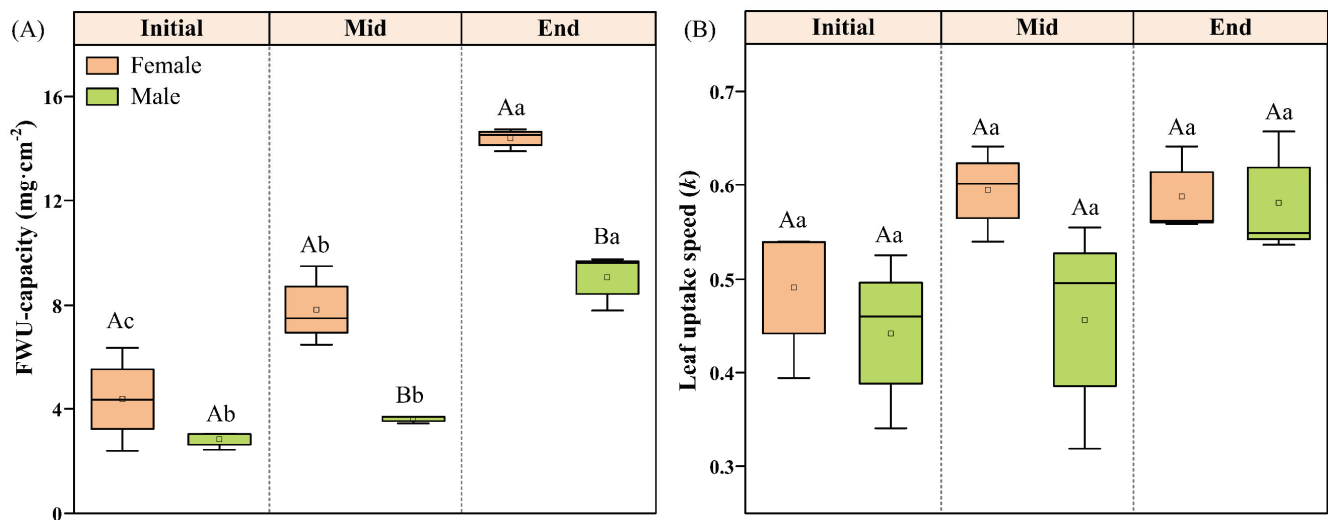 (A)
Initial
Mid
End
Female
Male
FWU-capacity (mg·cm⁻²)
16
12
8
4
0
Ac
Ab
Ab
Bb
Aa
Ba
(B)
Initial
Mid
End
Leaf uptake speed (k)
0.7
0.6
0.5
0.4
0.3
Aa
Aa
Aa
Aa
Aa
Aa